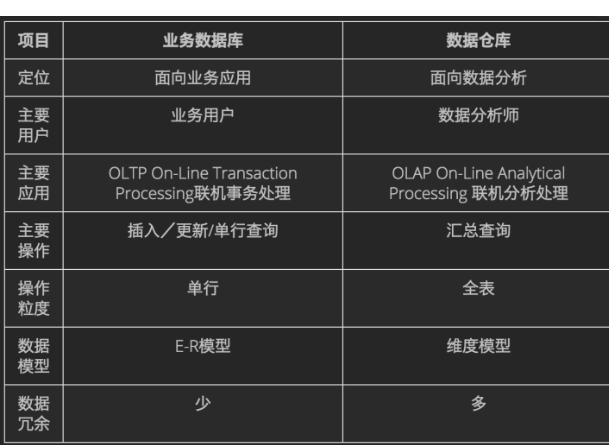 项目 业务数据库 数据仓库
定位 面向业务应用 面向数据分析
主要
用户 业务用户 数据分析师
主要
应用 OLTP On-Line Transaction
Processing联机事务处理 OLAP On-Line Analytical
Processing 联机分析处理
主要
操作 插入／更新/单行查询 汇总查询
操作
粒度 单行 全表
数据
模型 E-R模型 维度模型
数据
冗余 少 多